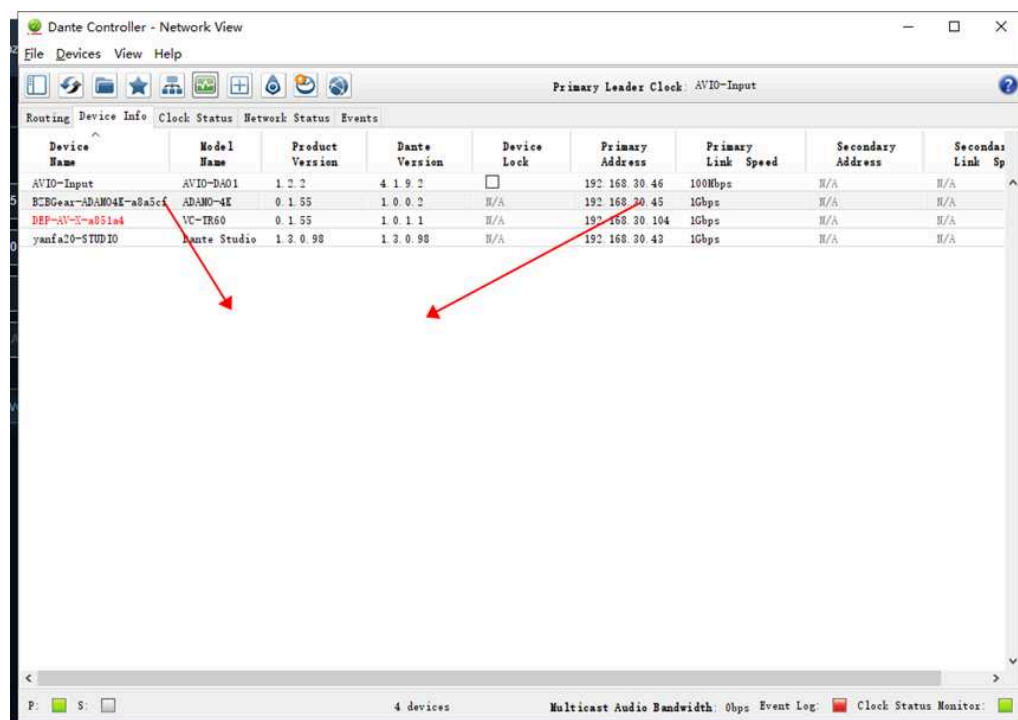 Dante Controller - Network View
File Devices View Help
Primary Leader Clock: AVIO-Input
Routing Device Info Clock Status Network Status Events
Device Name Model Name Product Version Dante Version Device Lock Primary Address Primary Link Speed Secondary Address Link Sp
AVIO-Input AVIO-DAO1 1.2.2 4.1.9.2 192.168.30.46 100Mbps N/A N/A
BZBGear-ADAMO4K-a8a5cf ADAMO-4K 0.1.55 1.0.0.2 N/A 192.168.30.45 1Gbps N/A N/A
DEP-AV-X-a851a4 VC-TR60 0.1.55 1.0.1.1 N/A 192.168.30.104 1Gbps N/A N/A
yanfa20-STUDIO Dante Studio 1.3.0.98 1.3.0.98 N/A 192.168.30.43 1Gbps N/A N/A
P: S: 4 devices Multicast Audio Bandwidth: 0bps Event Log: Clock Status Monitor: